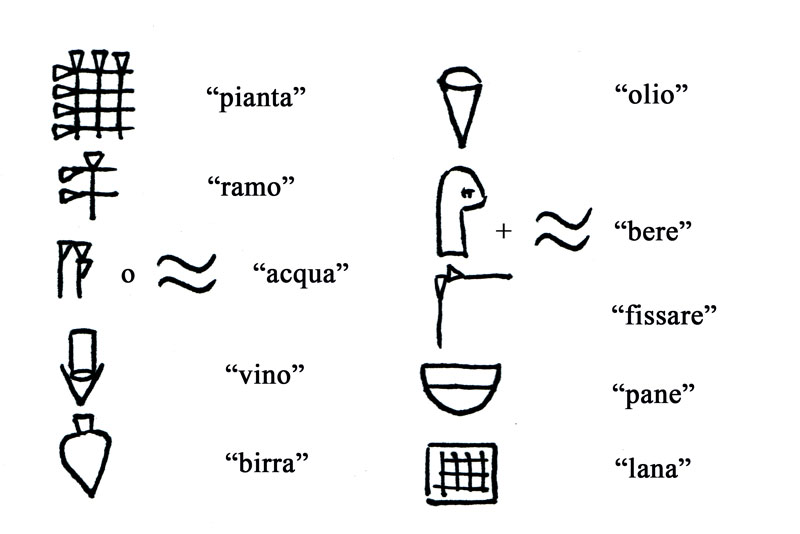 “pianta”
“ramo”
o “acqua”
“vino”
“birra”
“olio”
+ “bere”
“fissare”
“pane”
“lana”